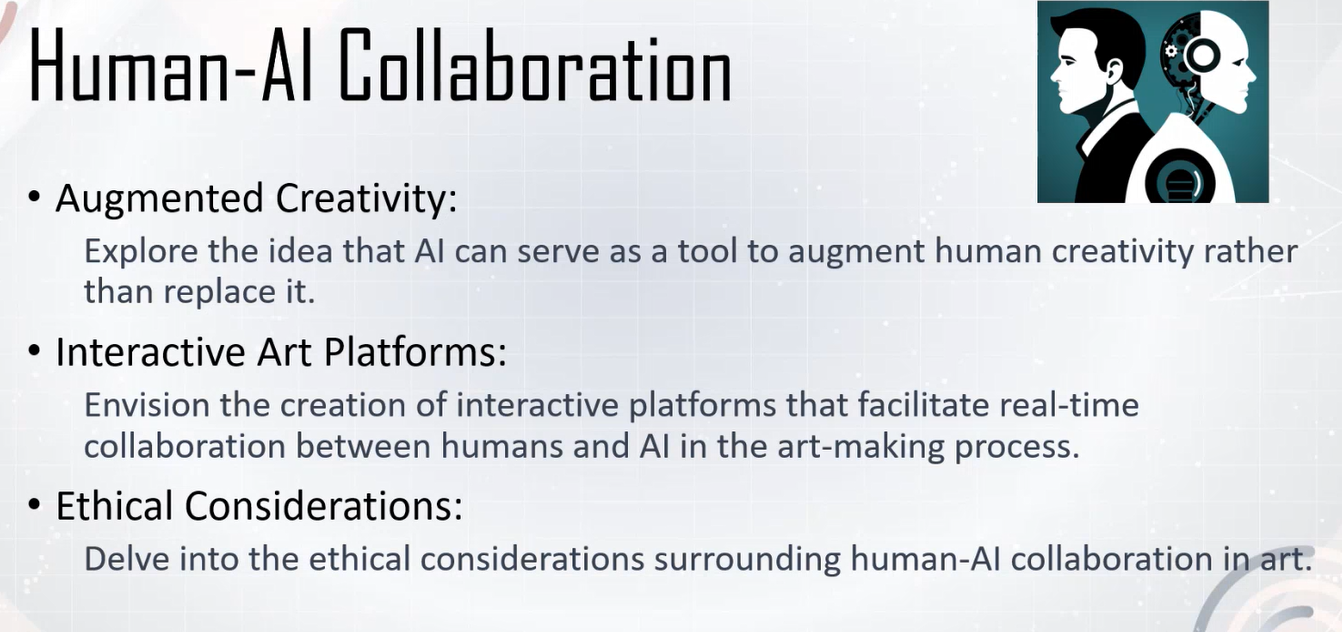 Human-AI Collaboration
• Augmented Creativity:
Explore the idea that AI can serve as a tool to augment human creativity rather
than replace it.
• Interactive Art Platforms:
Envision the creation of interactive platforms that facilitate real-time
collaboration between humans and AI in the art-making process.
• Ethical Considerations:
Delve into the ethical considerations surrounding human-AI collaboration in art.